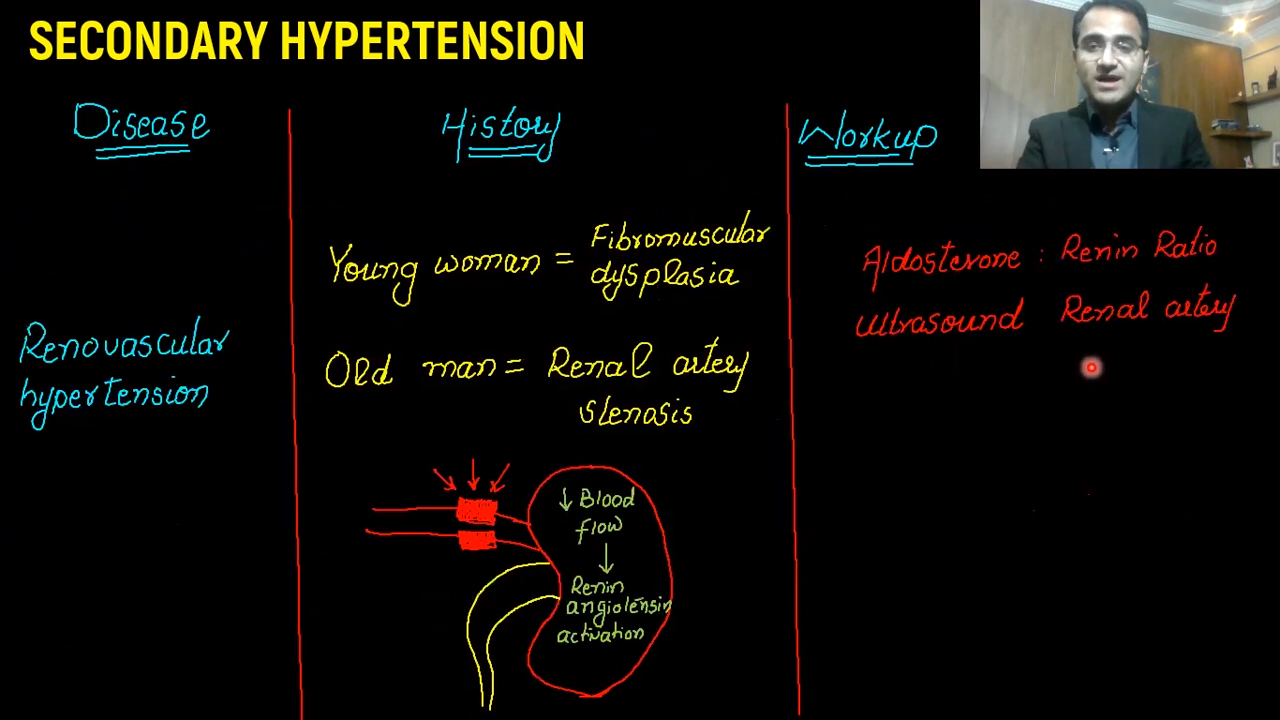 SECONDARY HYPERTENSION
Disease
History
Workup
Renovascular
hypertension
Young woman =
Fibromuscular
dysplasia
Old man = Renal artery
stenosis
↓ Blood
flow
↓
Renin
angiotensin
activation
Aldosterone : Renin Ratio
Ultrasound Renal artery